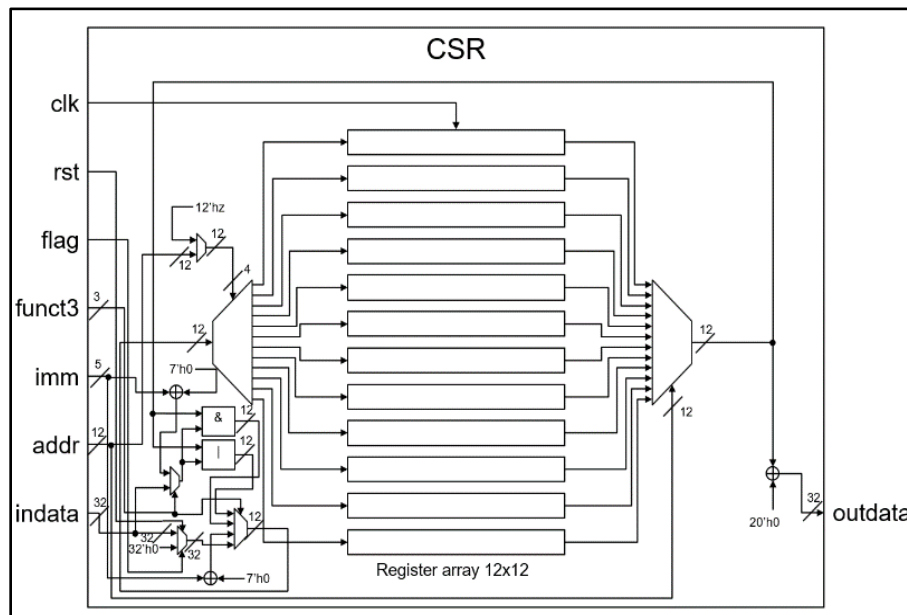 CSR
clk
rst
flag
funct3
imm
addr
indata
12'hz
12
12
4
3
12
5
7'h0
12
&
12
|
12
32
32
32'h0
32
12
7'h0
12
12
20'h0
32
outdata
Register array 12x12